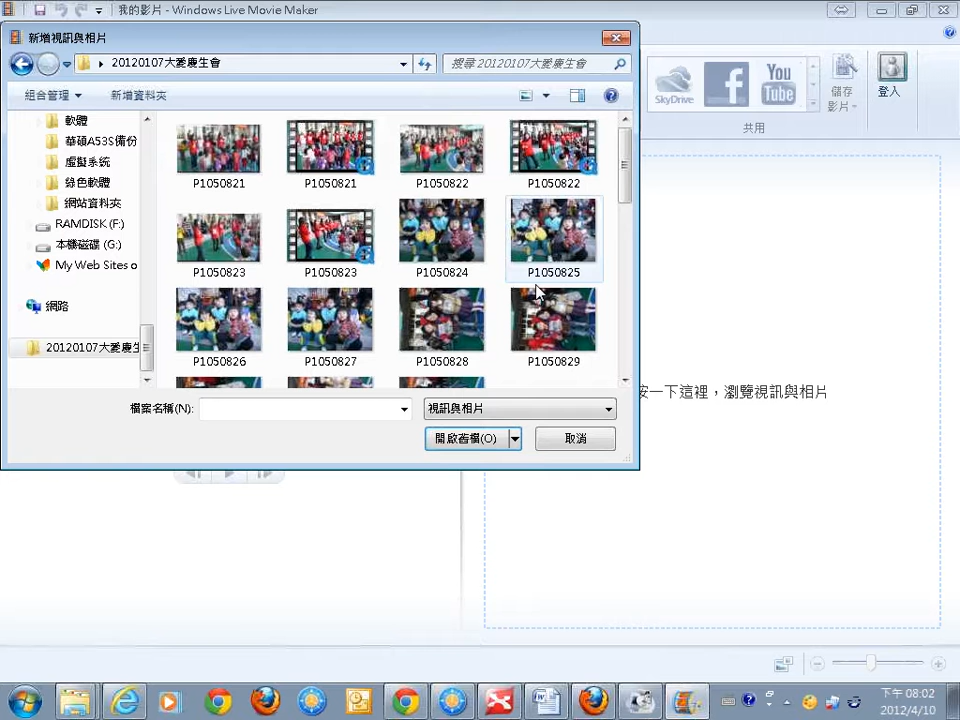 我的影片 - Windows Live Movie Maker
新增視訊與相片
20120107大愛慶生會
搜尋 20120107大愛慶生會
組合管理
新增資料夾
SkyDrive
You
Tube
儲存
影片
登入
共用
軟體
華碩A53S備份
虛擬系統
綠色軟體
網站資料夾
RAMDISK (F:)
本機磁碟 (G:)
My Web Sites o
網路
20120107大愛慶生
P1050821
P1050821
P1050822
P1050822
P1050823
P1050823
P1050824
P1050825
P1050826
P1050827
P1050828
P1050829
檔案名稱(N):
視訊與相片
開啟舊檔(O)
取消
按一下這裡，瀏覽視訊與相片
下午 08:02
2012/4/10